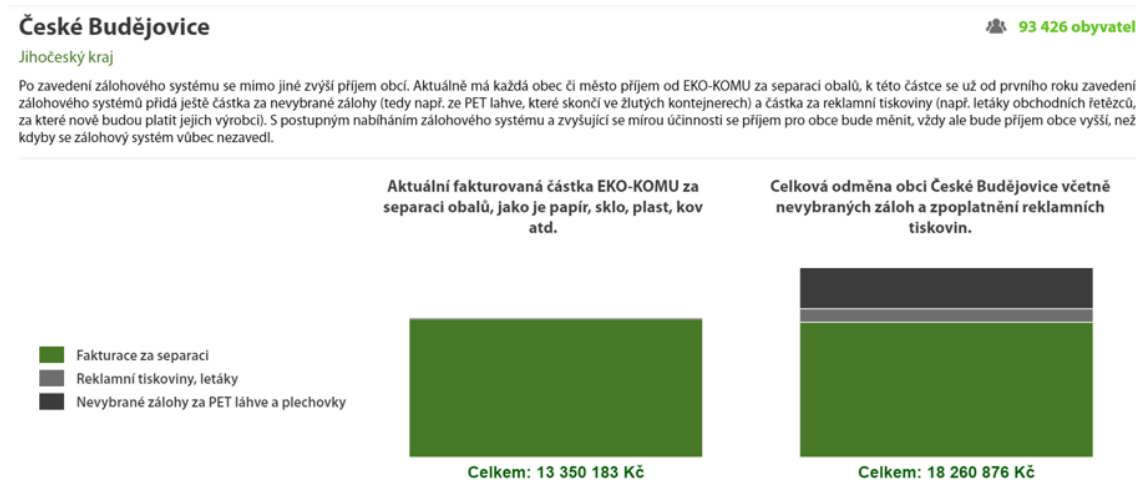 České Budějovice
93 426 obyvatel
Jihočeský kraj
Po zavedení zálohového systému se mimo jiné zvýší příjem obcí. Aktuálně má každá obec či město příjem od EKO-KOMU za separaci obalů, k této částce se už od prvního roku zavedení
zálohového systémů přidá ještě částka za nevybrané zálohy (tedy např. ze PET lahve, které skončí ve žlutých kontejnerech) a částka za reklamní tiskoviny (např. letáky obchodních řetězců,
za které nově budou platit jejich výrobci). S postupným nabíháním zálohového systému a zvyšující se mírou účinnosti se příjem pro obce bude měnit, vždy ale bude příjem obce vyšší, než
kdyby se zálohový systém vůbec nezavedl.
Aktuální fakturovaná částka EKO-KOMU za
separaci obalů, jako je papír, sklo, plast, kov
atd.
Celková odměna obci České Budějovice včetně
nevybraných záloh a zpoplatnění reklamních
tiskovin.
Fakturace za separaci
Reklamní tiskoviny, letáky
Nevybrané zálohy za PET láhve a plechovky
Celkem: 13 350 183 Kč
Celkem: 18 260 876 Kč